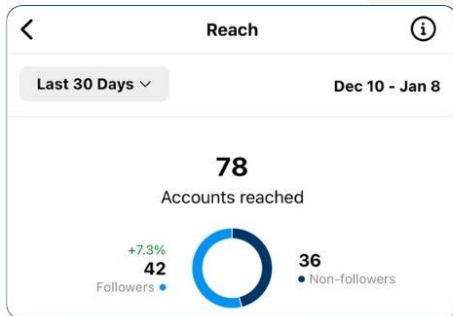 Reach
Last 30 Days
Dec 10 - Jan 8
78
Accounts reached
+7.3%
42
Followers
36
Non-followers